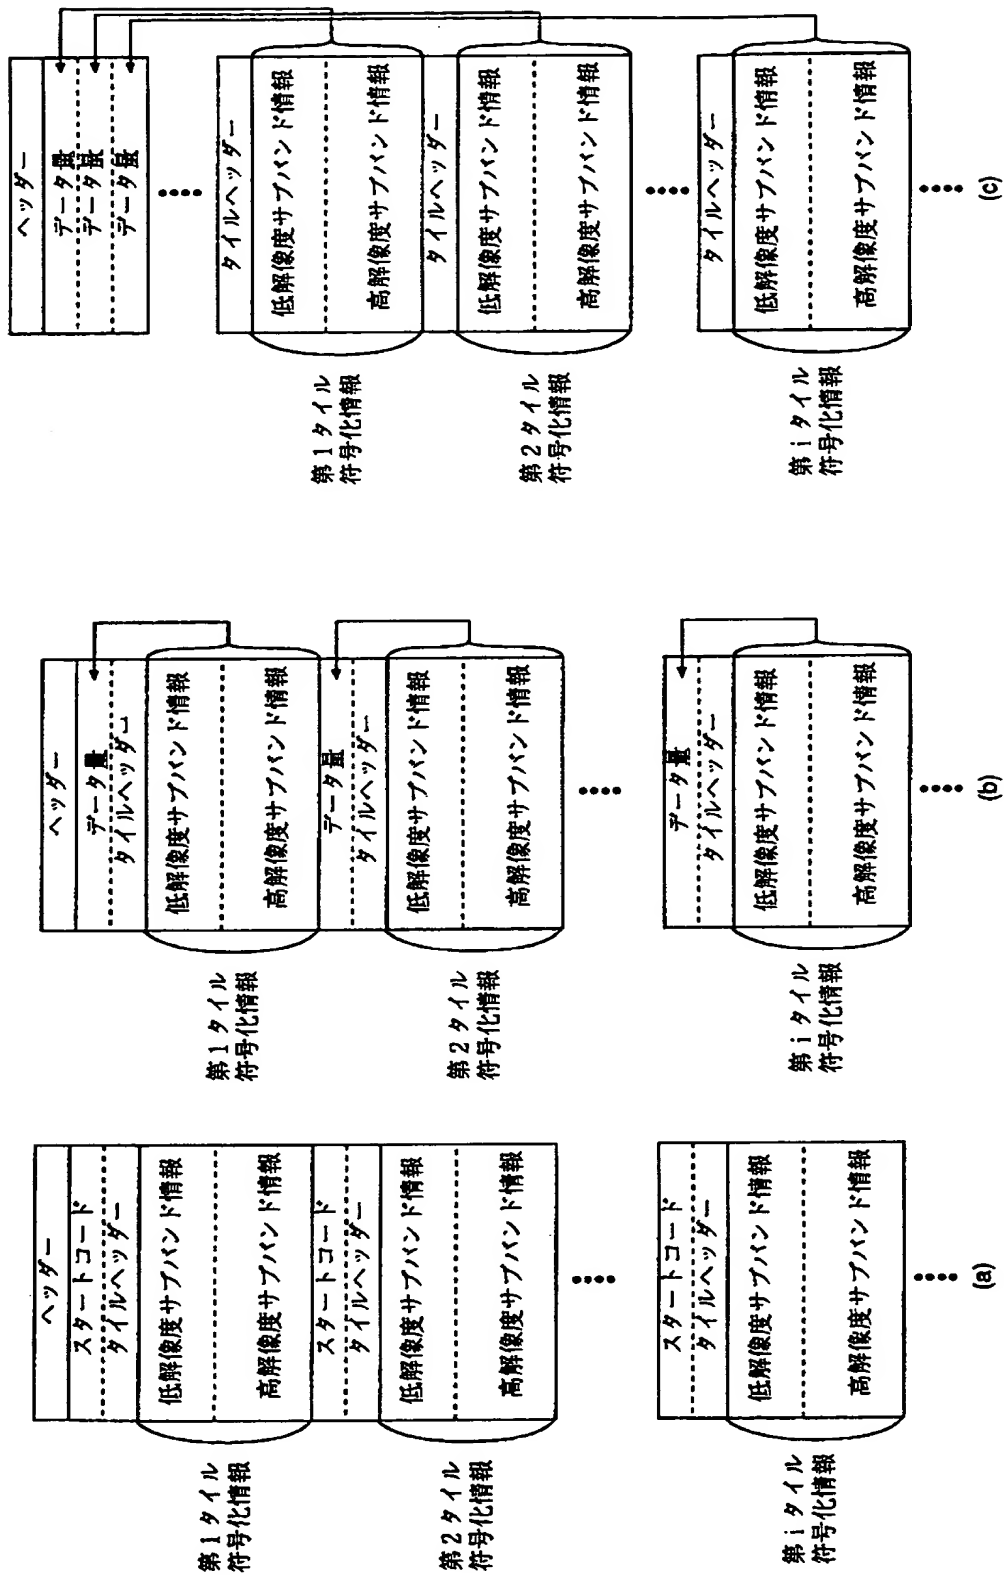 ヘッダー
スタートコード
タイルヘッダー
低解像度サブバンド情報
高解像度サブバンド情報
第1タイル
符号化情報
スタートコード
タイルヘッダー
低解像度サブバンド情報
高解像度サブバンド情報
第2タイル
符号化情報
スタートコード
タイルヘッダー
低解像度サブバンド情報
高解像度サブバンド情報
第iタイル
符号化情報
(a)
ヘッダー
データ量
タイルヘッダー
低解像度サブバンド情報
高解像度サブバンド情報
第1タイル
符号化情報
データ量
タイルヘッダー
低解像度サブバンド情報
高解像度サブバンド情報
第2タイル
符号化情報
データ量
タイルヘッダー
低解像度サブバンド情報
高解像度サブバンド情報
第iタイル
符号化情報
(b)
ヘッダー
データ量
データ量
データ量
タイルヘッダー
低解像度サブバンド情報
高解像度サブバンド情報
第1タイル
符号化情報
タイルヘッダー
低解像度サブバンド情報
高解像度サブバンド情報
第2タイル
符号化情報
タイルヘッダー
低解像度サブバンド情報
高解像度サブバンド情報
第iタイル
符号化情報
(c)